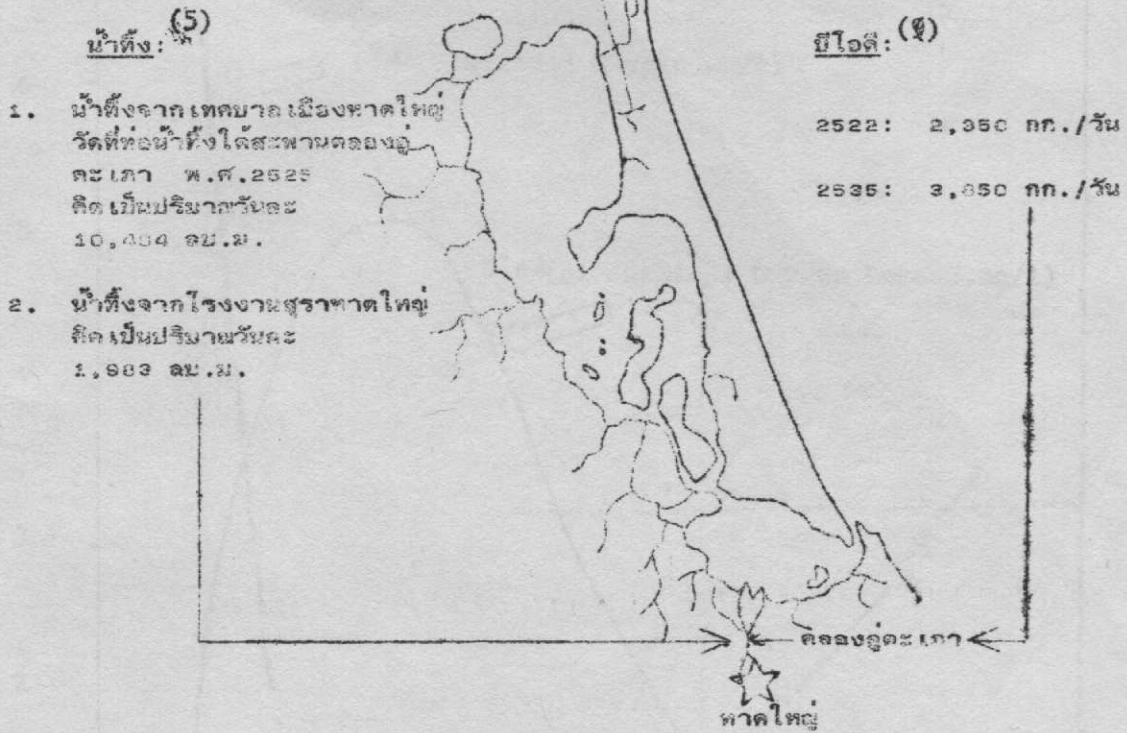 น้ำทิ้ง: (5)
1. น้ำทิ้งจากเทศบาลเมืองหาดใหญ่
วัดที่ท่อน้ำทิ้งใต้สะพานคลองอู่
ตะเภา พ.ศ.2525
คิดเป็นปริมาณวันละ
ลบ.ม.
2. น้ำทิ้งจากโรงงานสุราหาดใหญ่
คิดเป็นปริมาณวันละ
ลบ.ม.
บีโอดี:
2522: 2,350 กก./วัน
2535: 3,850 กก./วัน
คลองอู่ตะเภา
หาดใหญ่